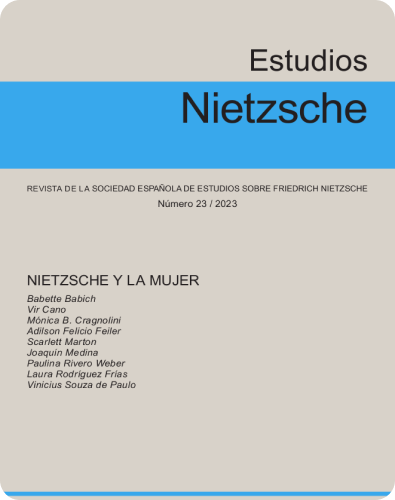 Estudios
Nietzsche
REVISTA DE LA SOCIEDAD ESPAÑOLA DE ESTUDIOS SOBRE FRIEDRICH NIETZSCHE
Número 23 / 2023
NIETZSCHE Y LA MUJER
Babette Babich
Vir Cano
Mónica B. Cragnolini
Adilson Felicio Feiler
Scarlett Marton
Joaquín Medina
Paulina Rivero Weber
Laura Rodríguez Frías
Vinicius Souza de Paulo